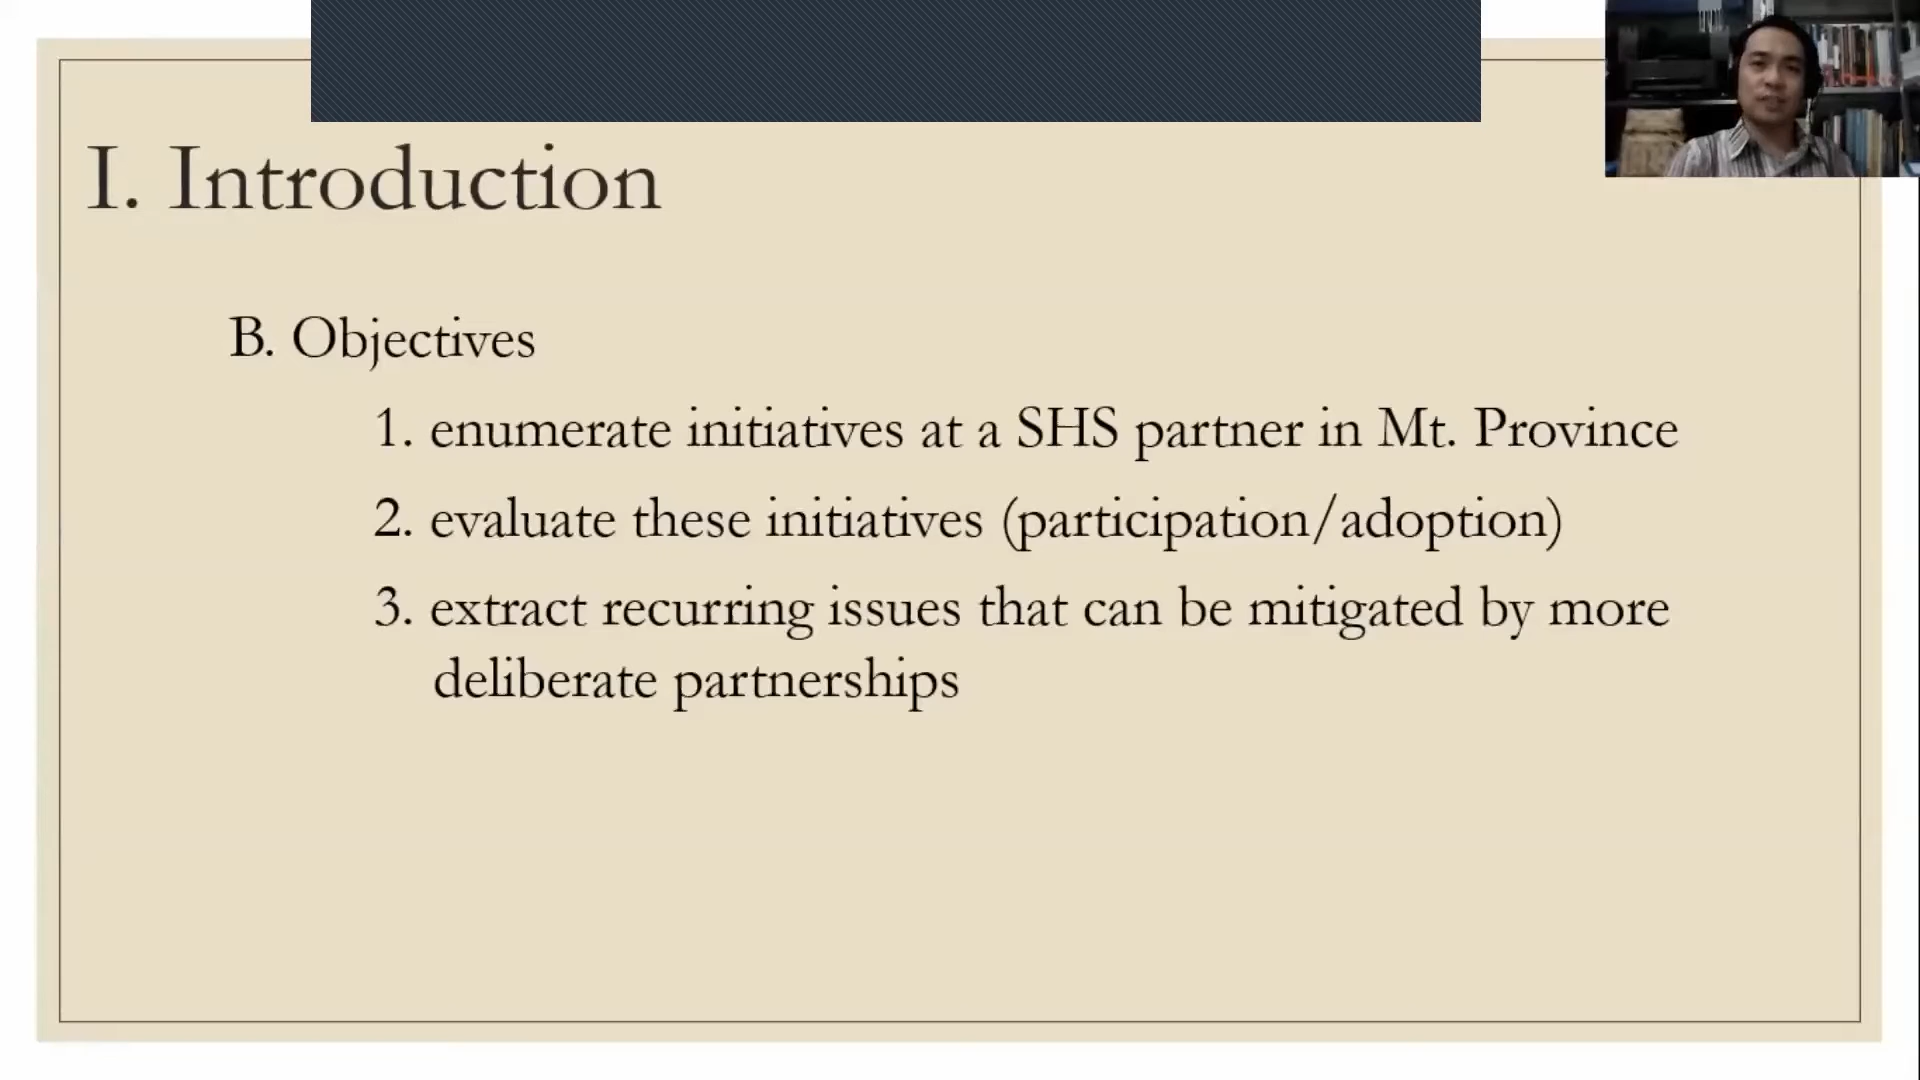 I. Introduction
B. Objectives
1. enumerate initiatives at a SHS partner in Mt. Province
2. evaluate these initiatives (participation/adoption)
3. extract recurring issues that can be mitigated by more
deliberate partnerships